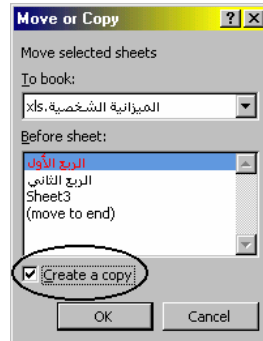 Move or Copy
Move selected sheets
To book:
الميزانية الشخصية.xls
Before sheet:
الربع الأول
الربع الثاني
Sheet3
(move to end)
Create a copy
OK
Cancel